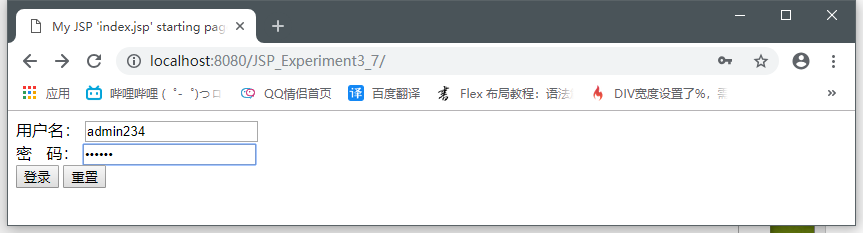 My JSP 'index.jsp' starting pag
localhost:8080/JSP_Experiment3_7/
应用 哔哩哔哩 ( ゜- ゜)つロ QQ情侣首页 译 百度翻译 Flex 布局教程：语法 DIV宽度设置了%，
用户名： admin234
密 码： ••••••
登录 重置